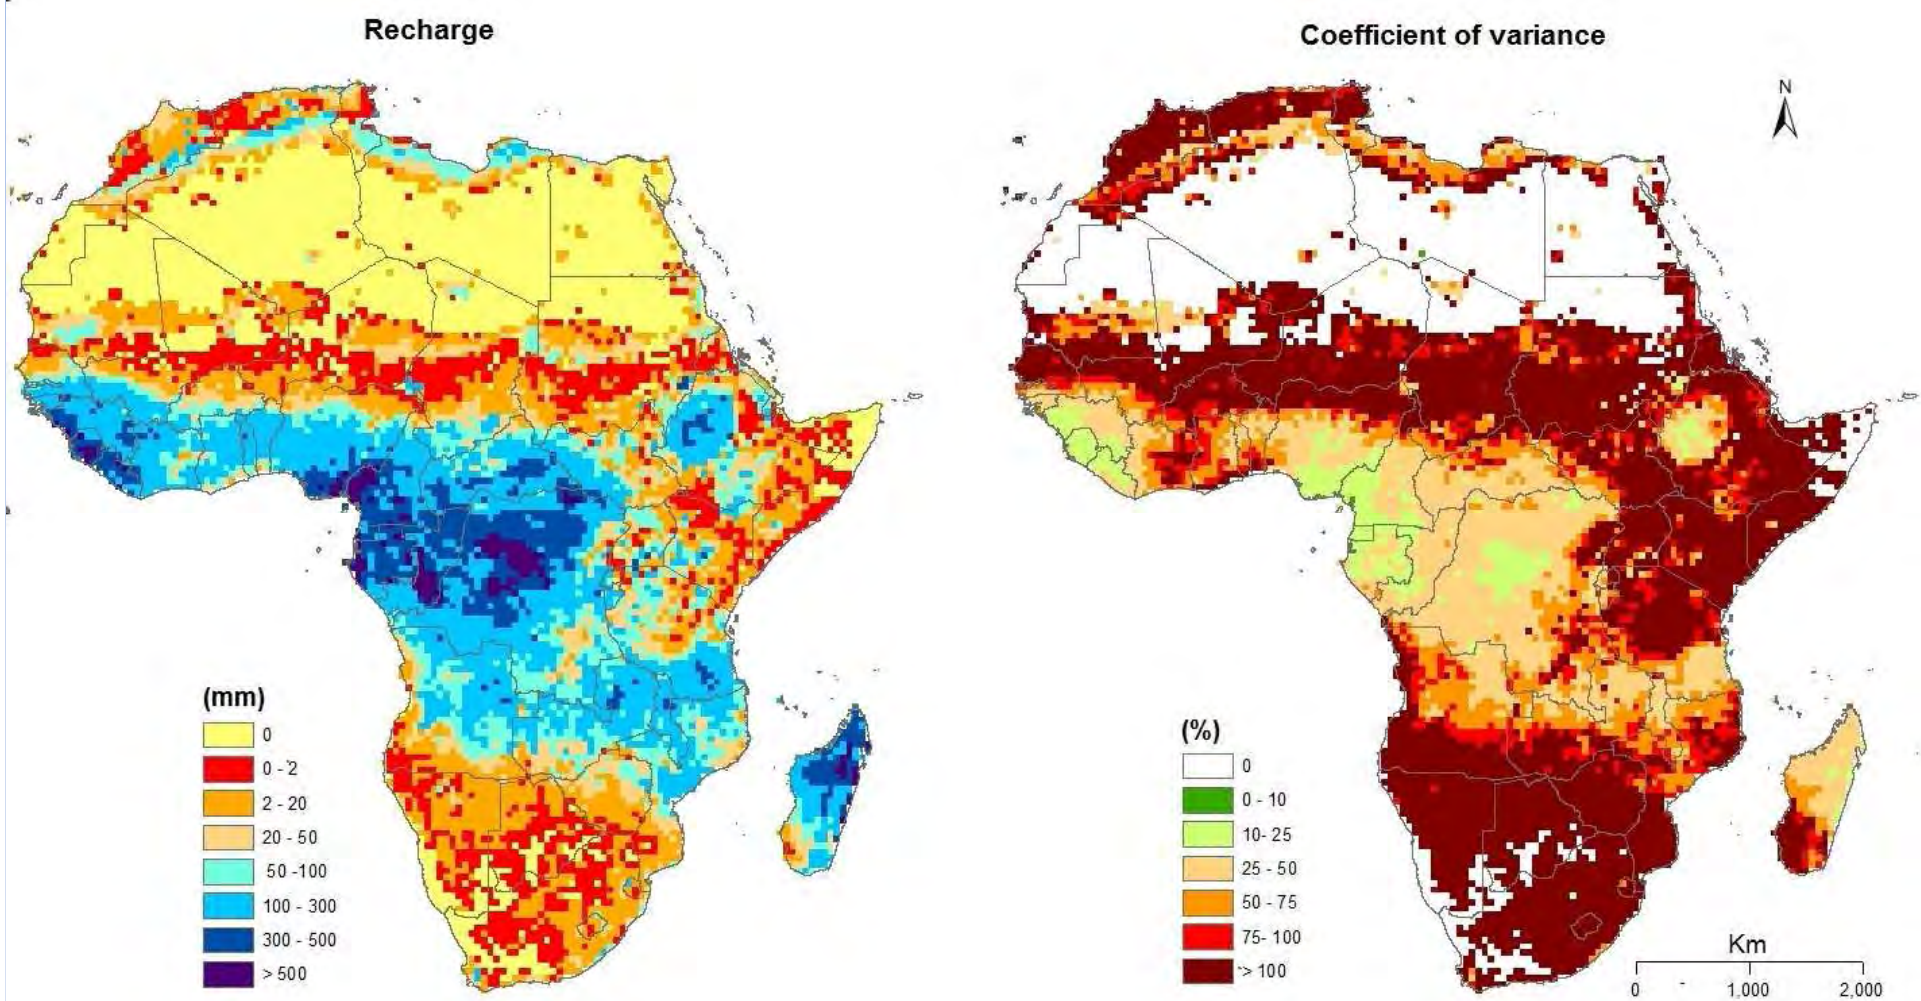 Recharge
Coefficient of variance
N
(mm)
0
0 - 2
2 - 20
20 - 50
50 -100
100 - 300
300 - 500
> 500
(%)
0
0 - 10
10- 25
25 - 50
50 - 75
75- 100
> 100
Km
0 1,000 2,000